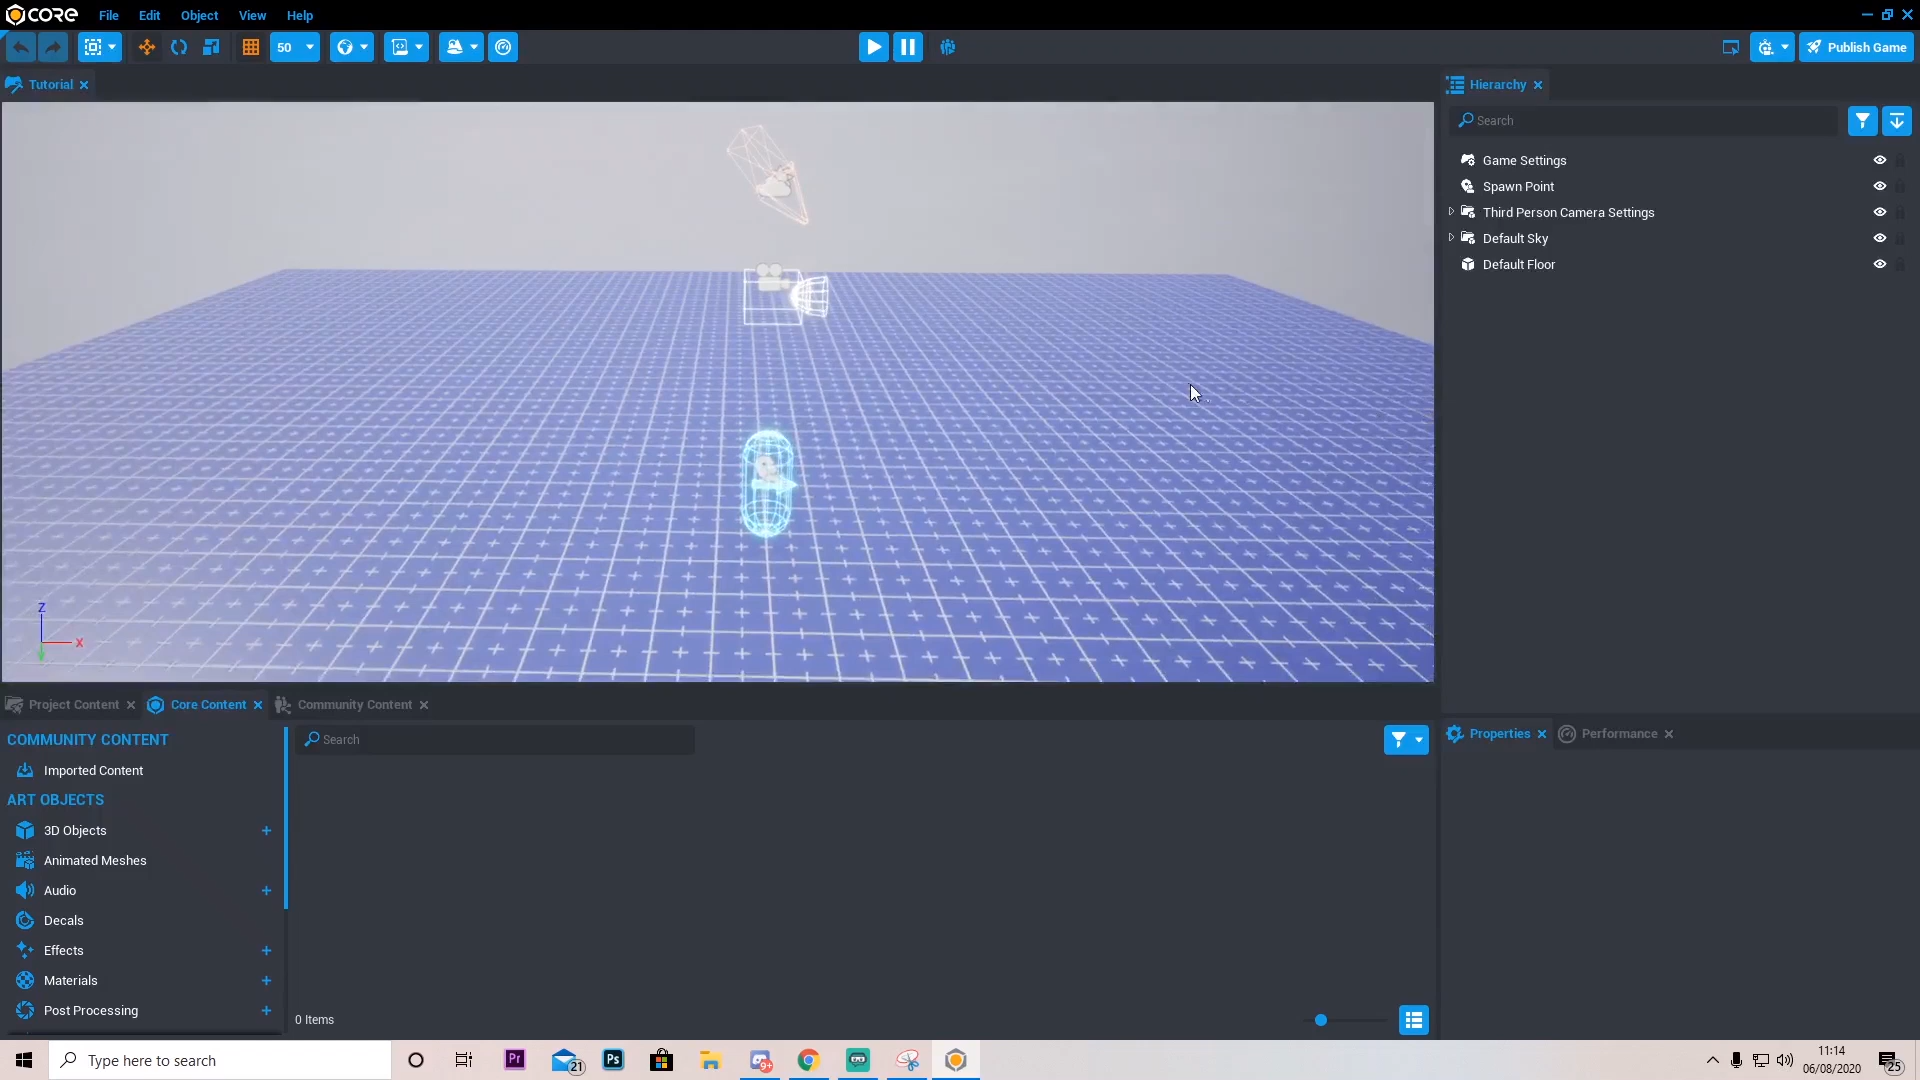 CORE File Edit Object View Help
50 Publish Game
Tutorial
Hierarchy
Search
Game Settings
Spawn Point
Third Person Camera Settings
Default Sky
Default Floor
Z
X
Project Content Core Content Community Content
COMMUNITY CONTENT
Search
Imported Content
ART OBJECTS
3D Objects
Animated Meshes
Audio
Decals
Effects
Materials
Post Processing
0 Items
Properties Performance
Type here to search
Pr
21
Ps
9+
11:14
06/08/2020
25